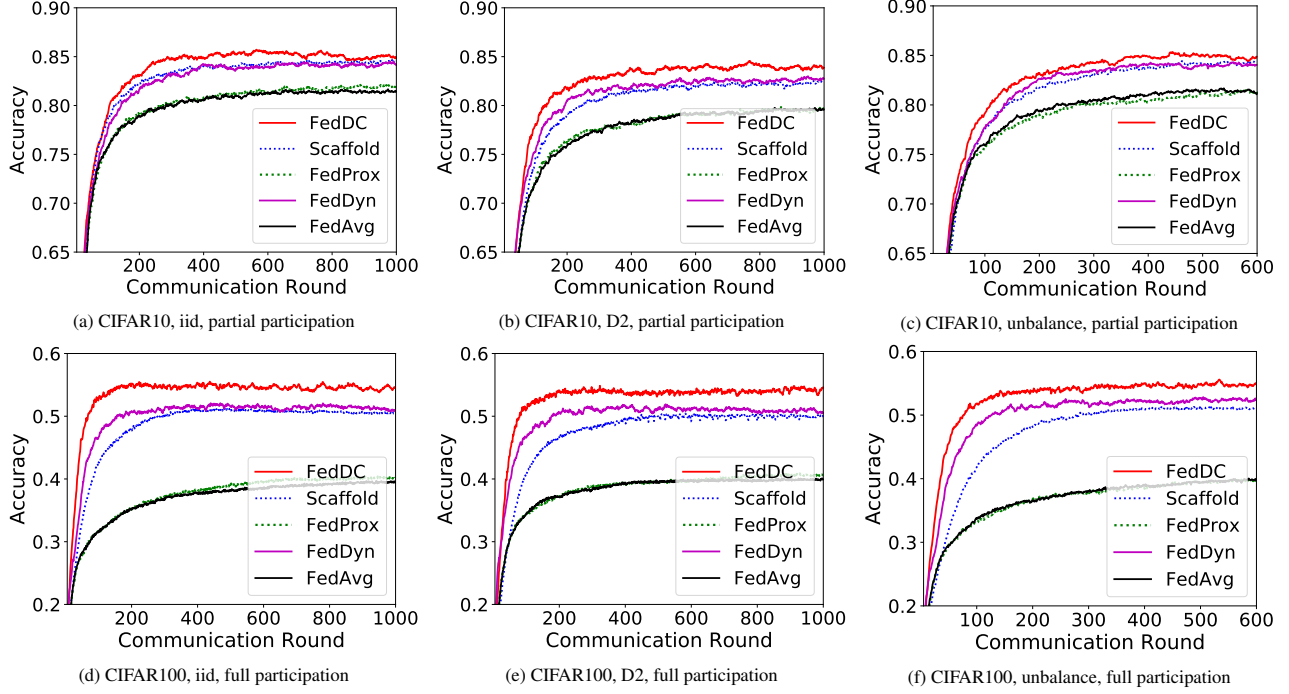 0.90
0.85
0.80
0.75
0.70
0.65
Accuracy
200 400 600 800 1000
Communication Round
FedDC
Scaffold
FedProx
FedDyn
FedAvg
(a) CIFAR10, iid, partial participation
0.90
0.85
0.80
0.75
0.70
0.65
Accuracy
200 400 600 800 1000
Communication Round
FedDC
Scaffold
FedProx
FedDyn
FedAvg
(b) CIFAR10, D2, partial participation
0.90
0.85
0.80
0.75
0.70
0.65
Accuracy
100 200 300 400 500 600
Communication Round
FedDC
Scaffold
FedProx
FedDyn
FedAvg
(c) CIFAR10, unbalance, partial participation
0.6
0.5
0.4
0.3
0.2
Accuracy
200 400 600 800 1000
Communication Round
FedDC
Scaffold
FedProx
FedDyn
FedAvg
(d) CIFAR100, iid, full participation
0.6
0.5
0.4
0.3
0.2
Accuracy
200 400 600 800 1000
Communication Round
FedDC
Scaffold
FedProx
FedDyn
FedAvg
(e) CIFAR100, D2, full participation
0.6
0.5
0.4
0.3
0.2
Accuracy
100 200 300 400 500 600
Communication Round
FedDC
Scaffold
FedProx
FedDyn
FedAvg
(f) CIFAR100, unbalance, full participation